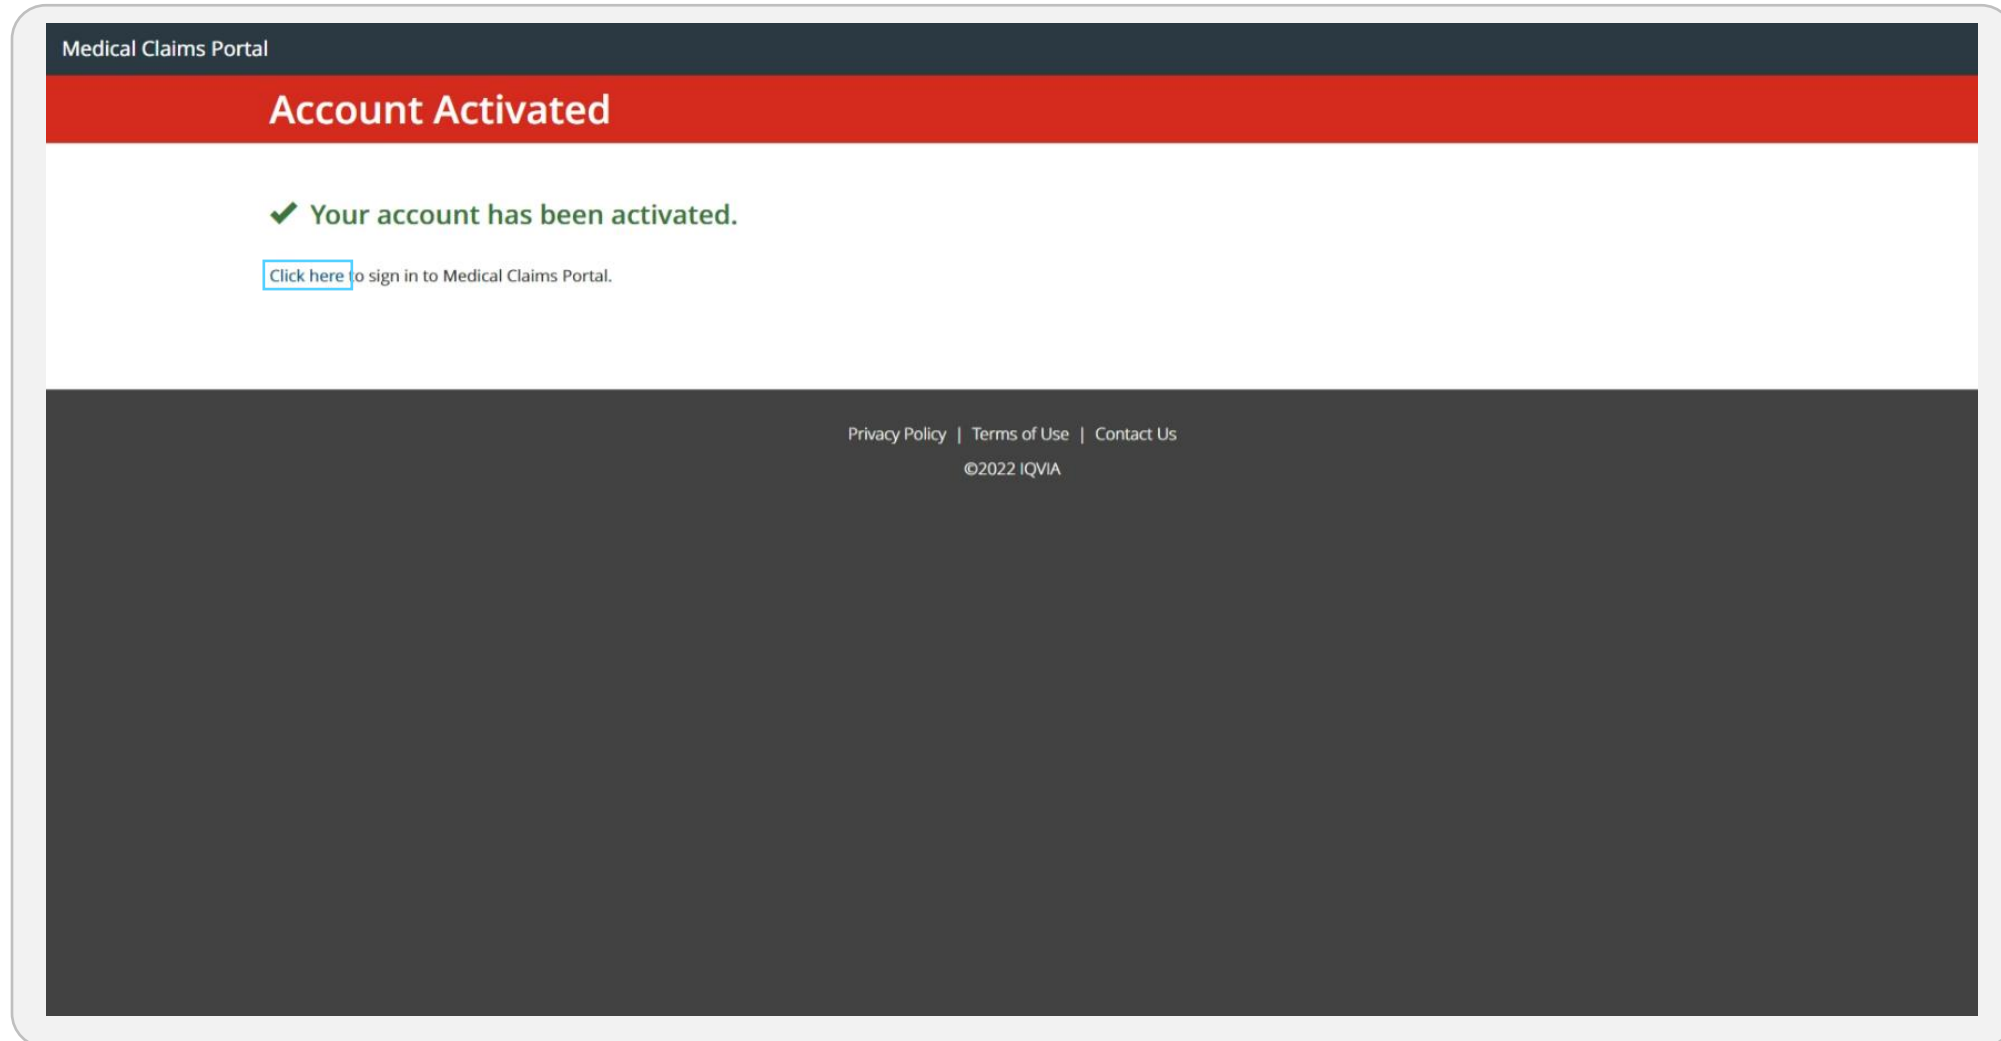 Medical Claims Portal
Account Activated
Your account has been activated.
Click here to sign in to Medical Claims Portal.
Privacy Policy | Terms of Use | Contact Us
©2022 IQVIA